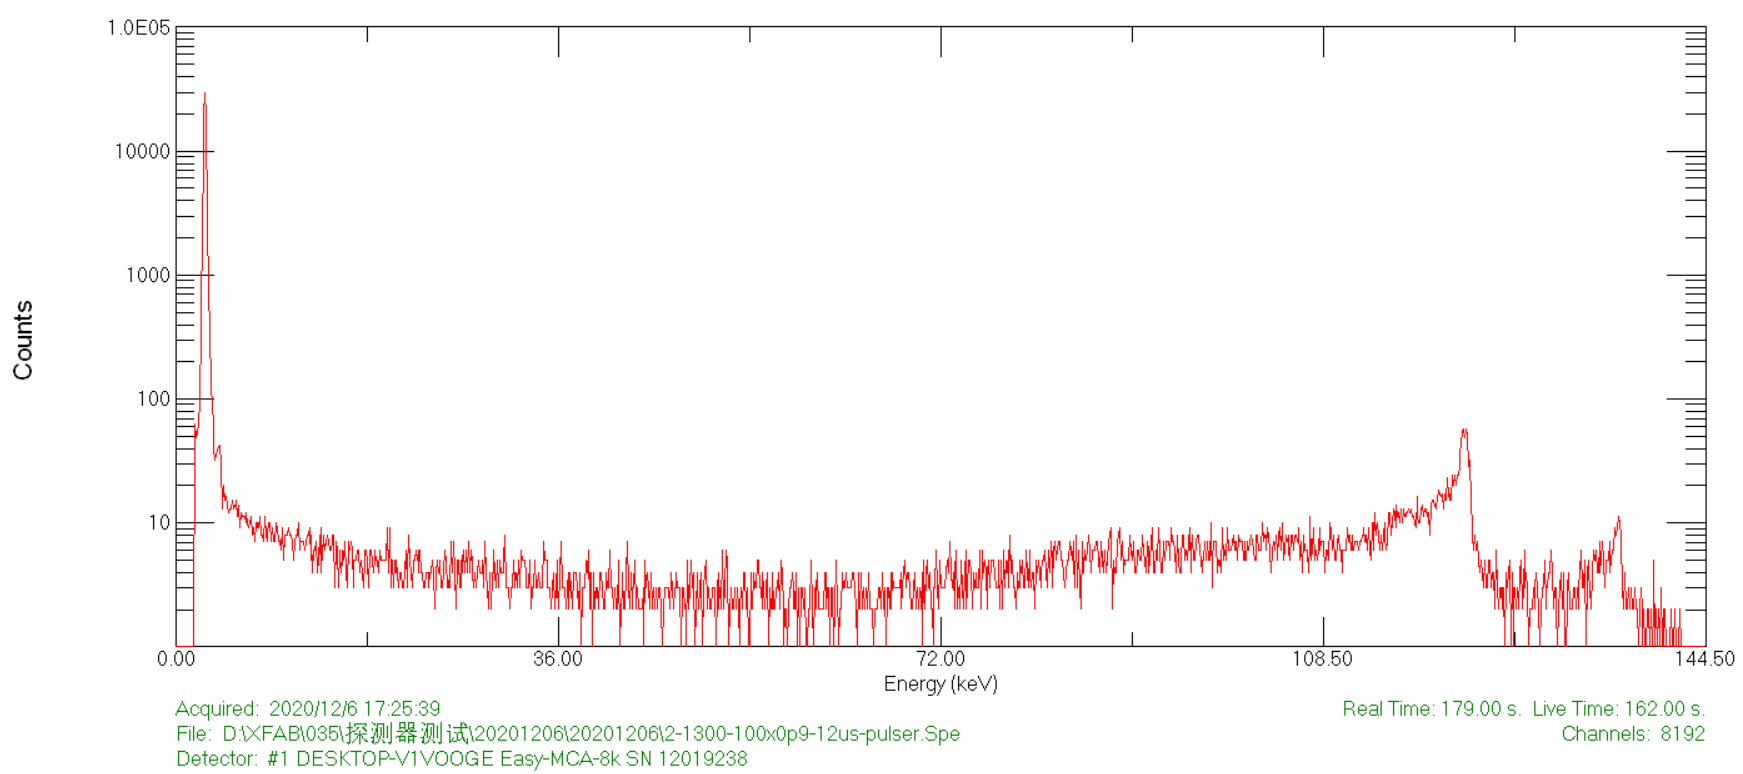 1.0E05
10000
1000
100
10
Counts
0.00 36.00 72.00 108.50 144.50
Energy (keV)
Acquired: 2020/12/6 17:25:39
Real Time: 179.00 s. Live Time: 162.00 s.
File: D:\XFAB\035\探测器测试\20201206\20201206\2-1300-100x0p9-12us-pulser.Spe
Channels: 8192
Detector: #1 DESKTOP-V1VOOGE Easy-MCA-8k SN 12019238